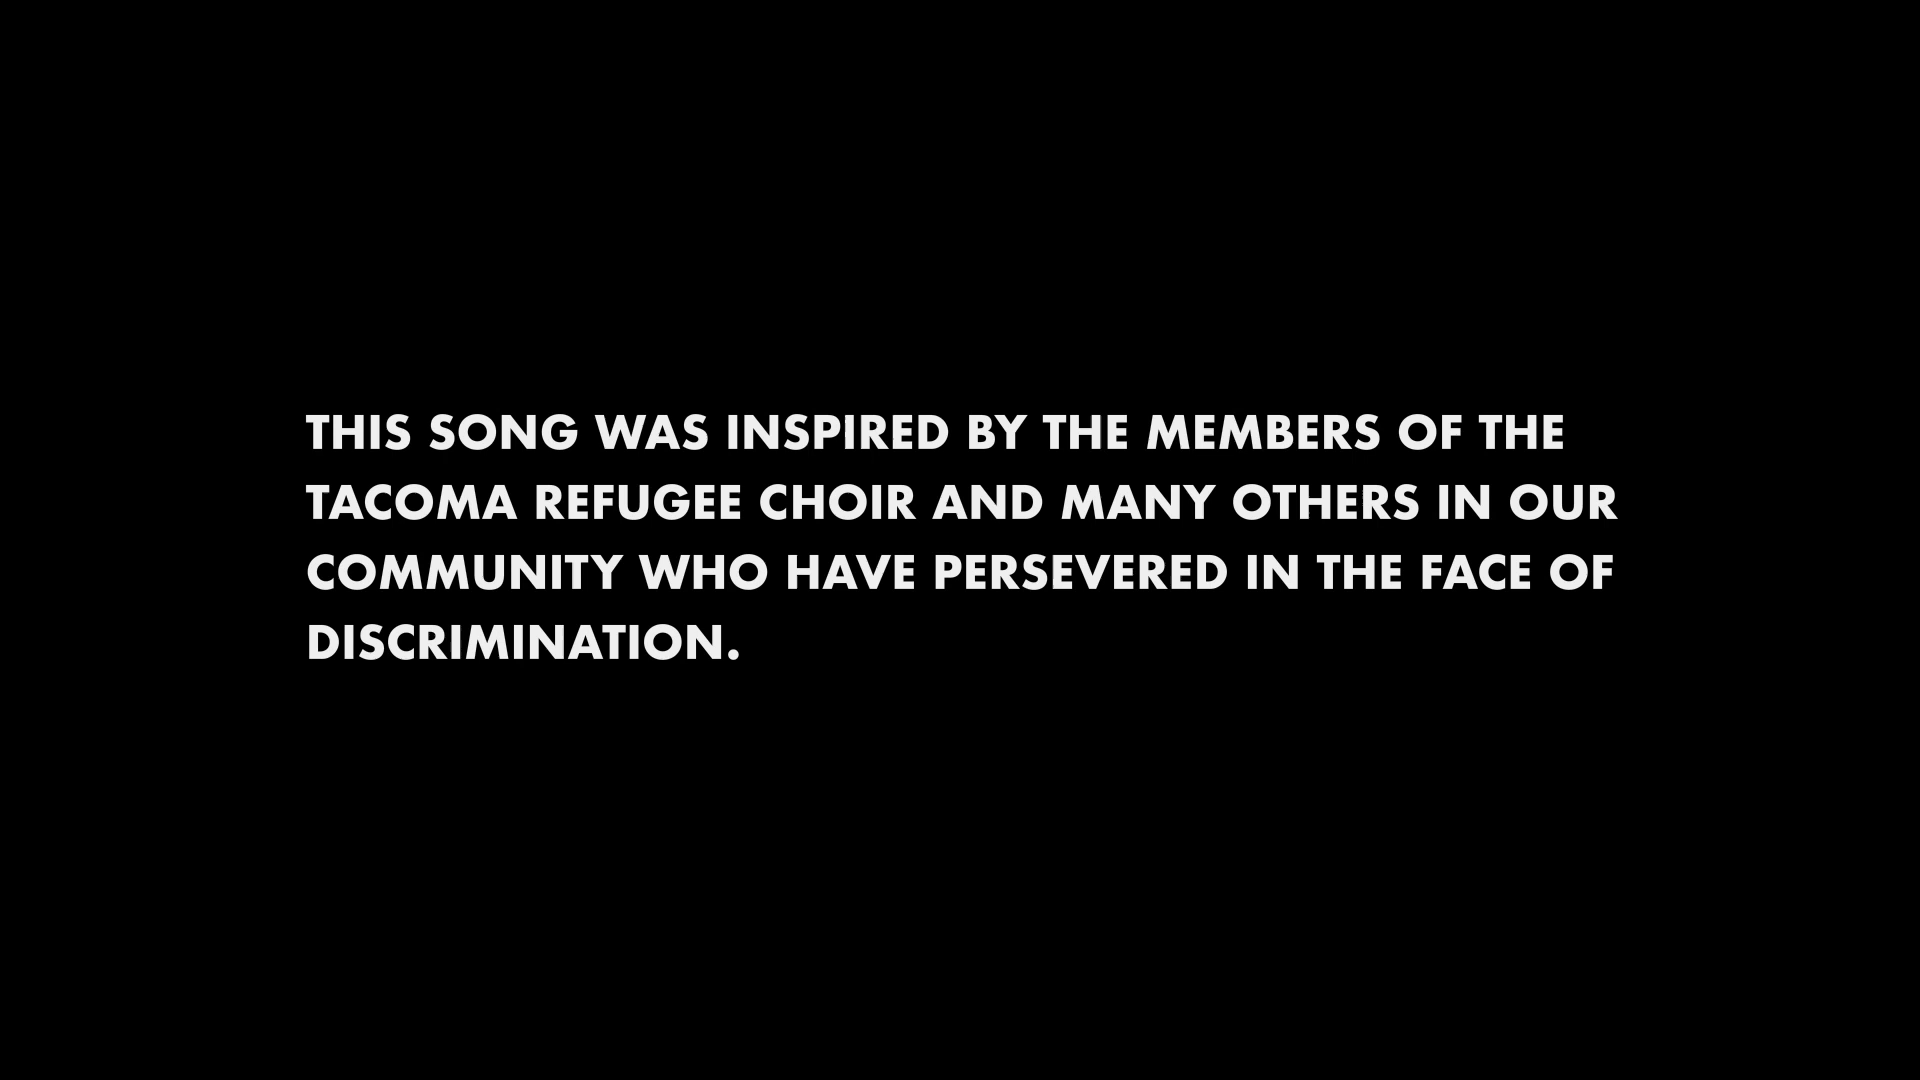 THIS SONG WAS INSPIRED BY THE MEMBERS OF THE
TACOMA REFUGEE CHOIR AND MANY OTHERS IN OUR
COMMUNITY WHO HAVE PERSEVERED IN THE FACE OF
DISCRIMINATION.